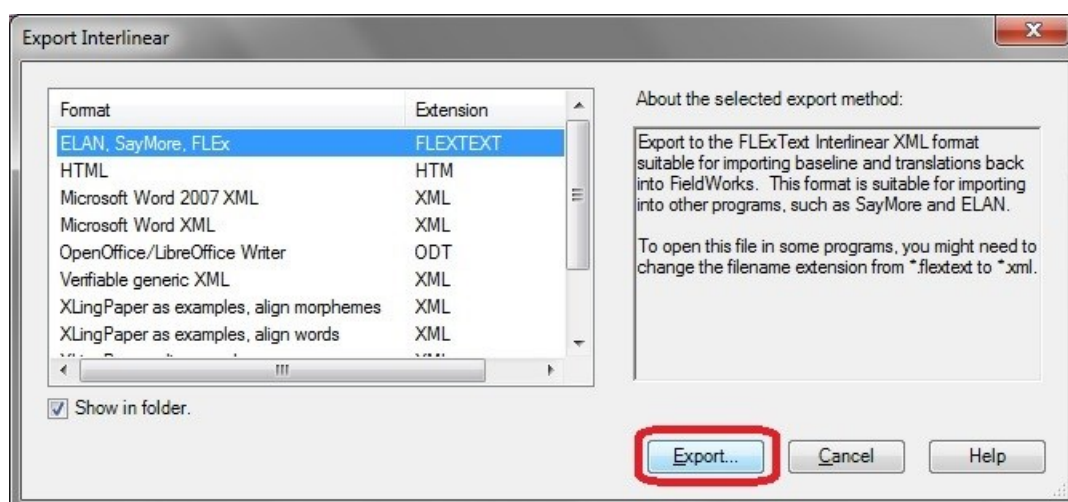 Export Interlinear
Format Extension
ELAN, SayMore, FLEx FLEXTEXT
HTML HTM
Microsoft Word 2007 XML XML
Microsoft Word XML XML
OpenOffice/LibreOffice Writer ODT
Verifiable generic XML XML
XLingPaper as examples, align morphemes XML
XLingPaper as examples, align words XML
Show in folder.
About the selected export method:
Export to the FLExText Interlinear XML format
suitable for importing baseline and translations back
into FieldWorks. This format is suitable for importing
into other programs, such as SayMore and ELAN.
To open this file in some programs, you might need to
change the filename extension from *.flextext to *.xml.
Export... Cancel Help